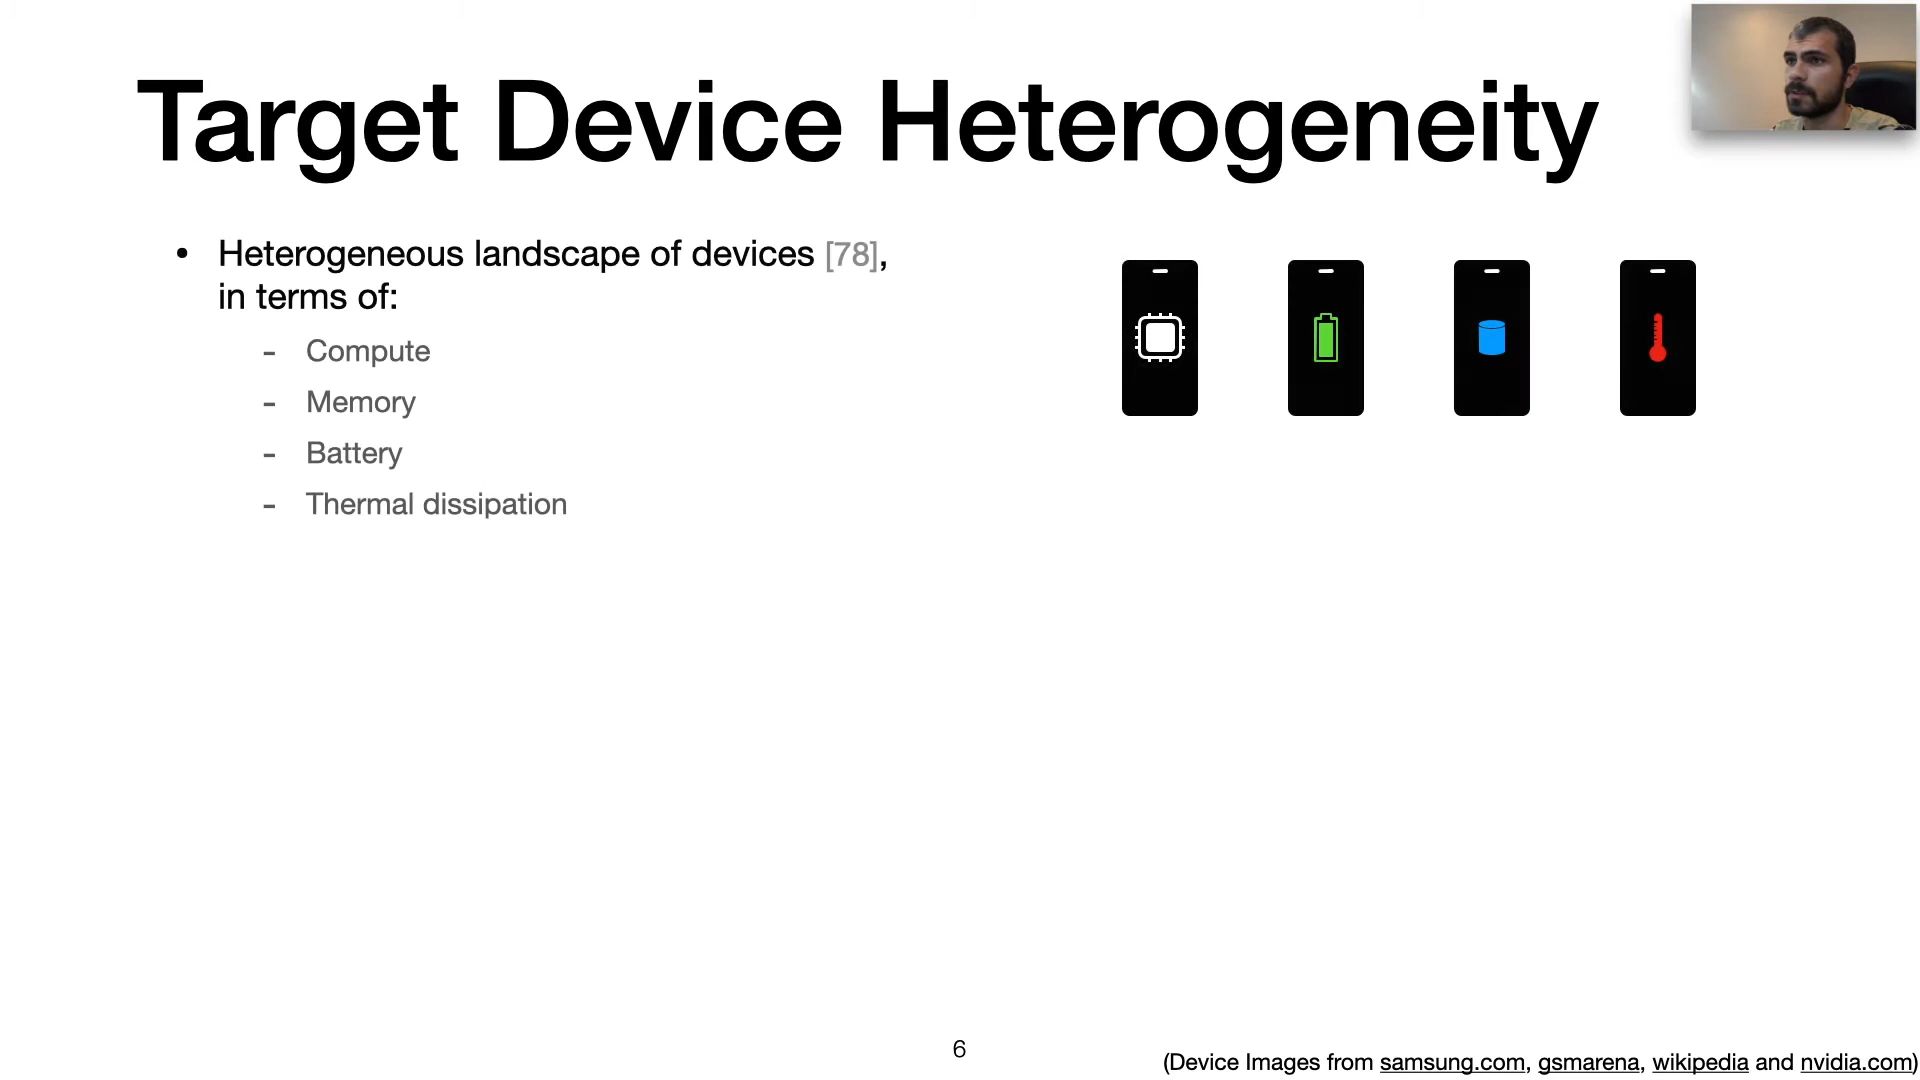 Target Device Heterogeneity
• Heterogeneous landscape of devices [78],
in terms of:
- Compute
- Memory
- Battery
- Thermal dissipation
6
(Device Images from samsung.com, gsmarena, wikipedia and nvidia.com)